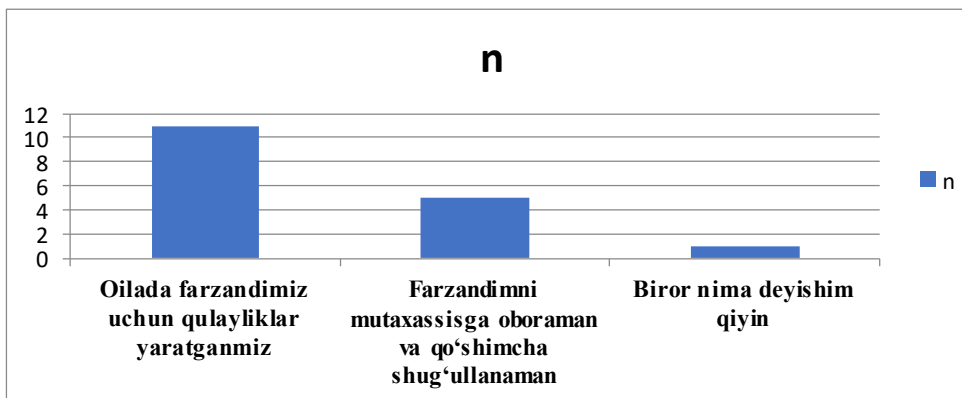 n
12
10
8
6
4
2
0
n
Oilada farzandimiz
uchun qulayliklar
yaratganmiz
Farzandimni
mutaxassisga oboraman
va qo‘shimcha
shug‘ullanaman
Biror nima deyishim
qiyin